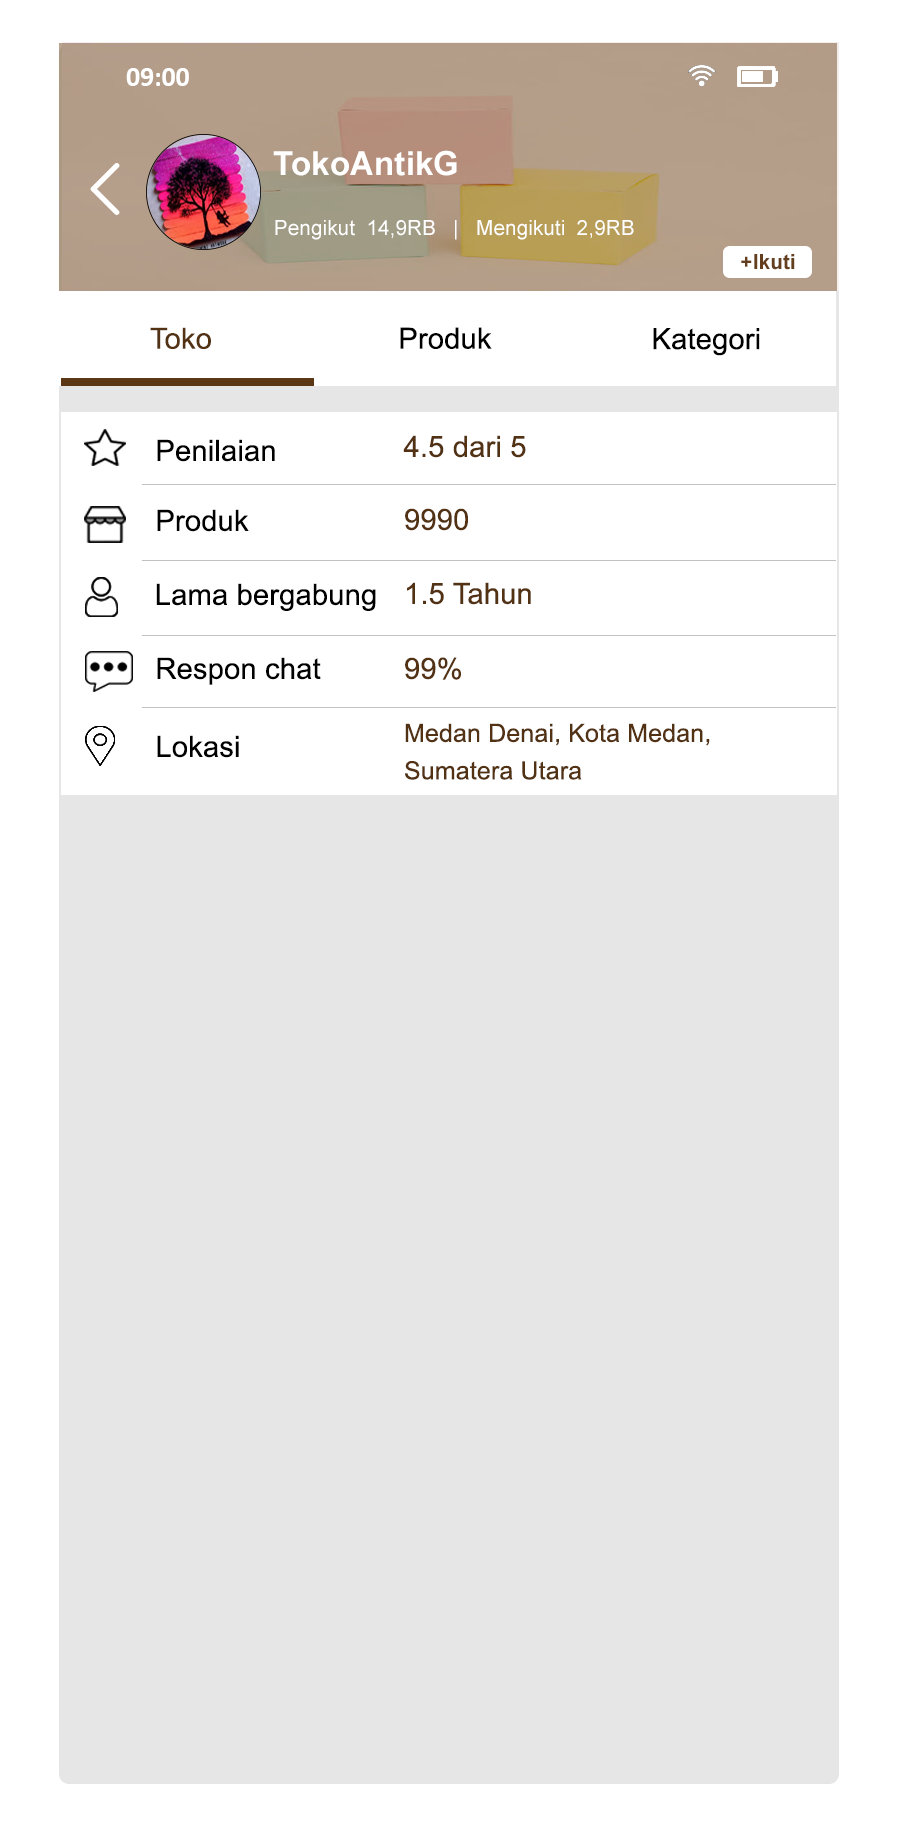 09:00
TokoAntikG
Pengikut 14,9RB | Mengikuti 2,9RB
+Ikuti
Toko Produk Kategori
Penilaian 4.5 dari 5
Produk 9990
Lama bergabung 1.5 Tahun
Respon chat 99%
Lokasi Medan Denai, Kota Medan,
Sumatera Utara